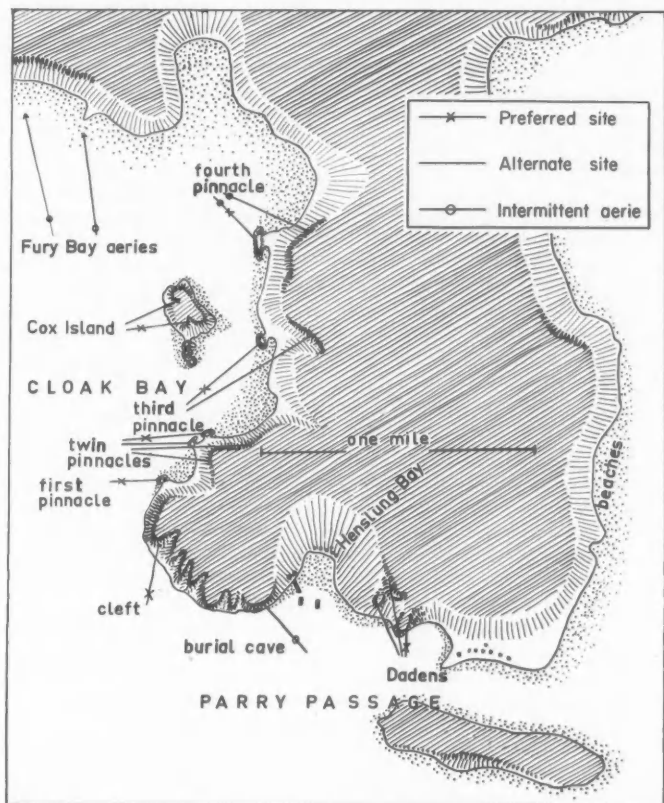 Preferred site
Alternate site
Intermittent aerie
fourth
pinnacle
Fury Bay aeries
Cox Island
CLOAK BAY
third
pinnacle
twin
pinnacles
one mile
first
pinnacle
Henslung Bay
beaches
cleft
burial cave
Dadens
PARRY PASSAGE